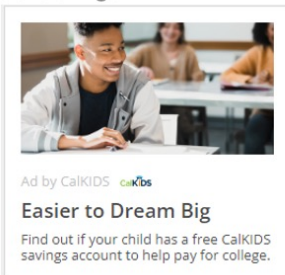 Ad by CalKIDS CalKIDS
Easier to Dream Big
Find out if your child has a free CalKIDS
savings account to help pay for college.